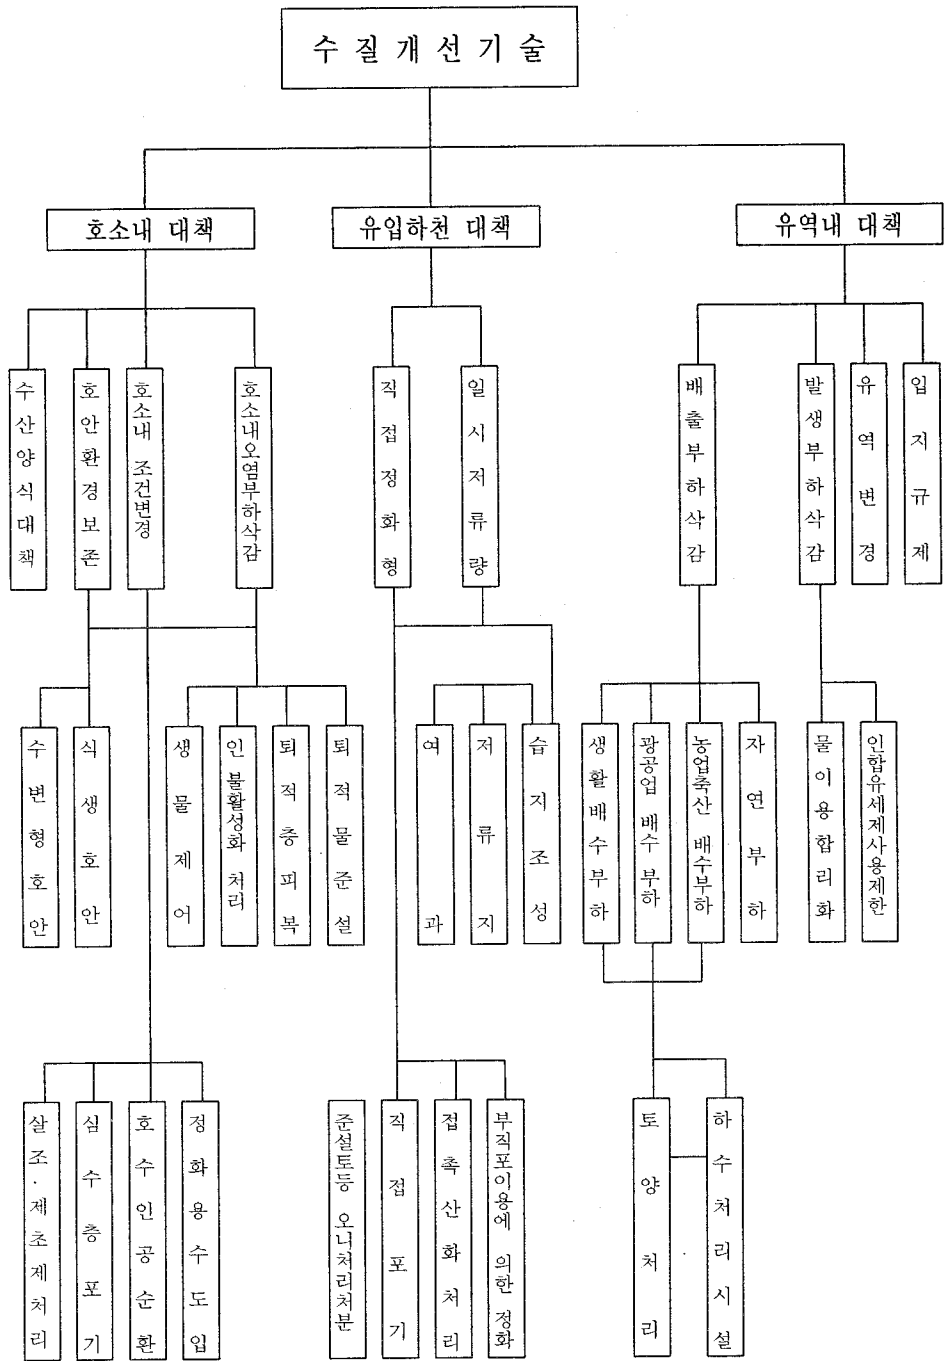 수질개선기술
호소내 대책
유입하천 대책
유역내 대책
수산양식대책
호안환경보존
호소내 조건변경
호소내오염부하삭감
직접정화형
일시저류량
배출부하삭감
발생부하삭감
유역변경
입지규제
수변형호안
식생호안
생물제어
인 불활성화 처리
퇴적층피복
퇴적물준설
여과
저류지
습지조성
생활배수부하
광공업 배수부하
농업축산 배수부하
자연부하
물이용합리화
인합유세제사용제한
살조·제초제처리
심수층포기
호수인공순환
정화용수도입
준설토등 오니처리처분
직접포기
접촉산화처리
부직포이용에 의한 정화
토양처리
하수처리시설